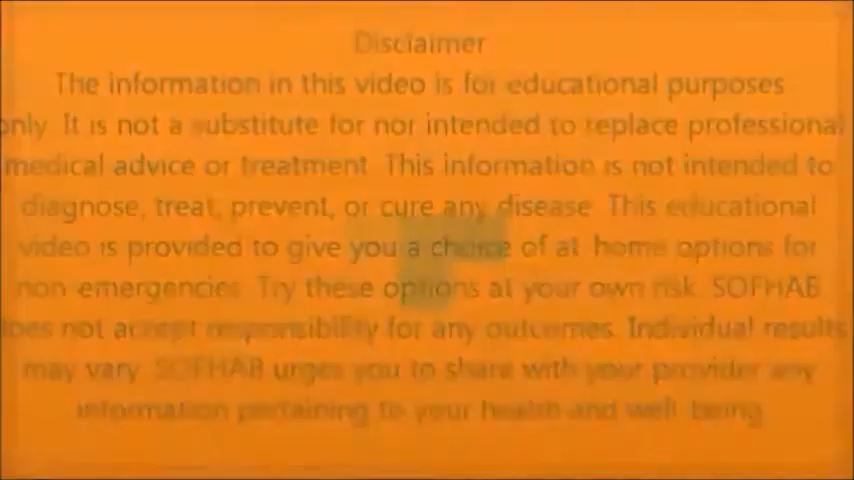 Disclaimer
The information in this video is for educational purposes
only. It is not a substitute for nor intended to replace professional
medical advice or treatment. This information is not intended to
diagnose, treat, prevent, or cure any disease. This educational
video is provided to give you a choice of at-home options for
non-emergencies. Try these options at your own risk. SOFHAB
does not accept responsibility for any outcomes. Individual results
may vary. SOFHAB urges you to share with your provider any
information pertaining to your health and well-being.